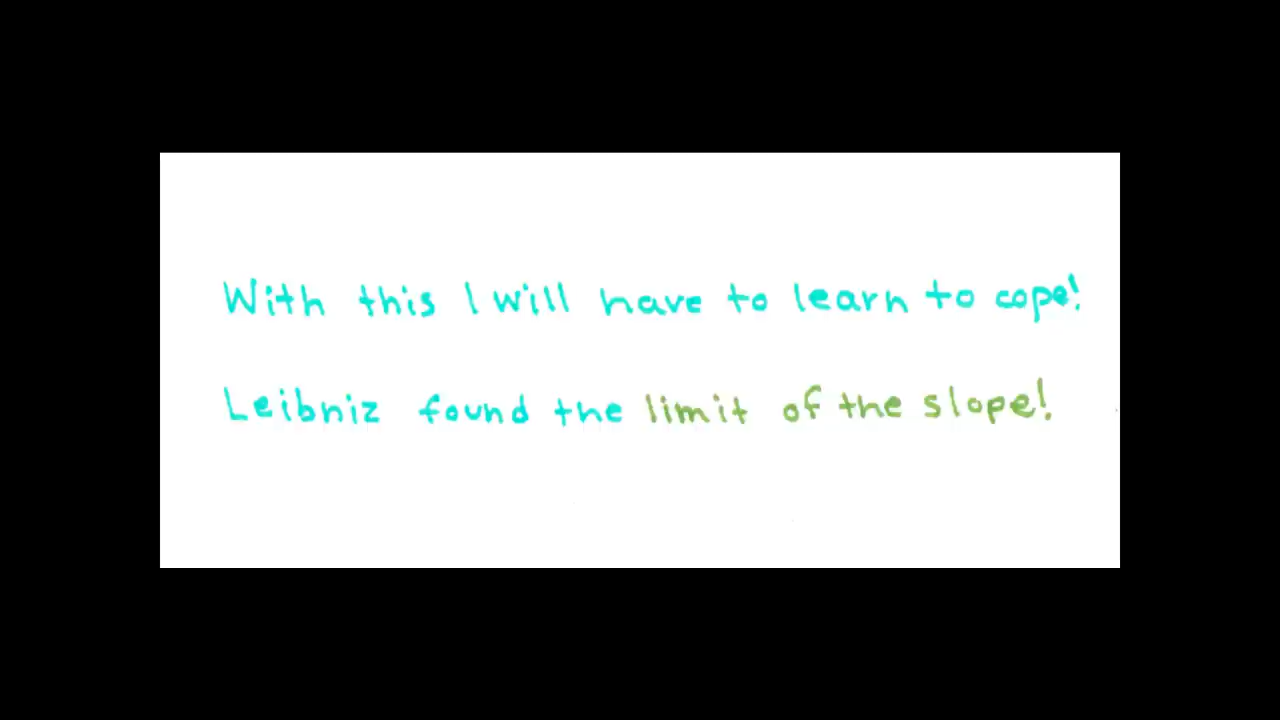 With this I will have to learn to cope!
Leibniz found the limit of the slope!